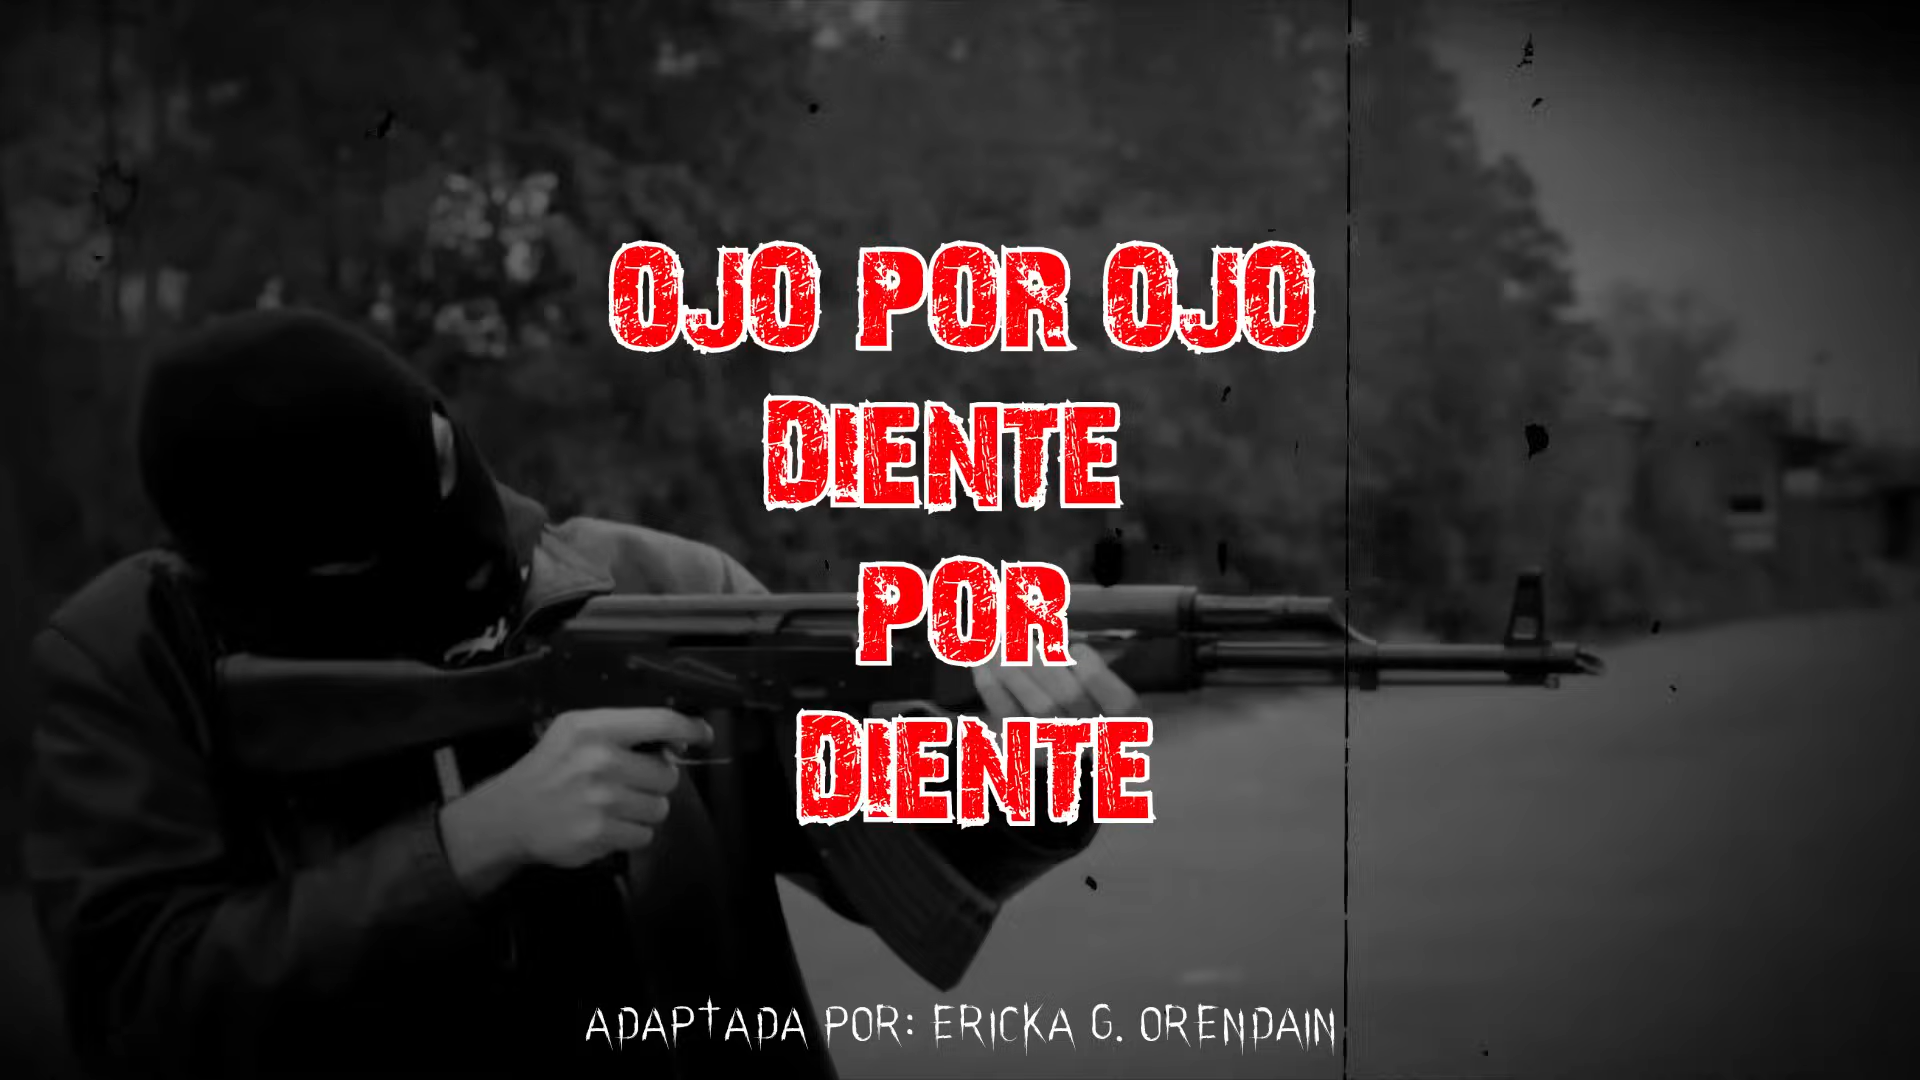 OJO POR OJO
DIENTE
POR
DIENTE
ADAPTADA POR: ERICKA G. ORENDAIN